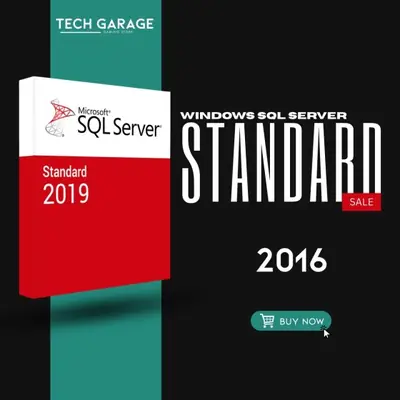 TECH GARAGE
Microsoft®
SQL Server®
Standard
2019
WINDOWS SQL SERVER
STANDARD
SALE
2016
BUY NOW